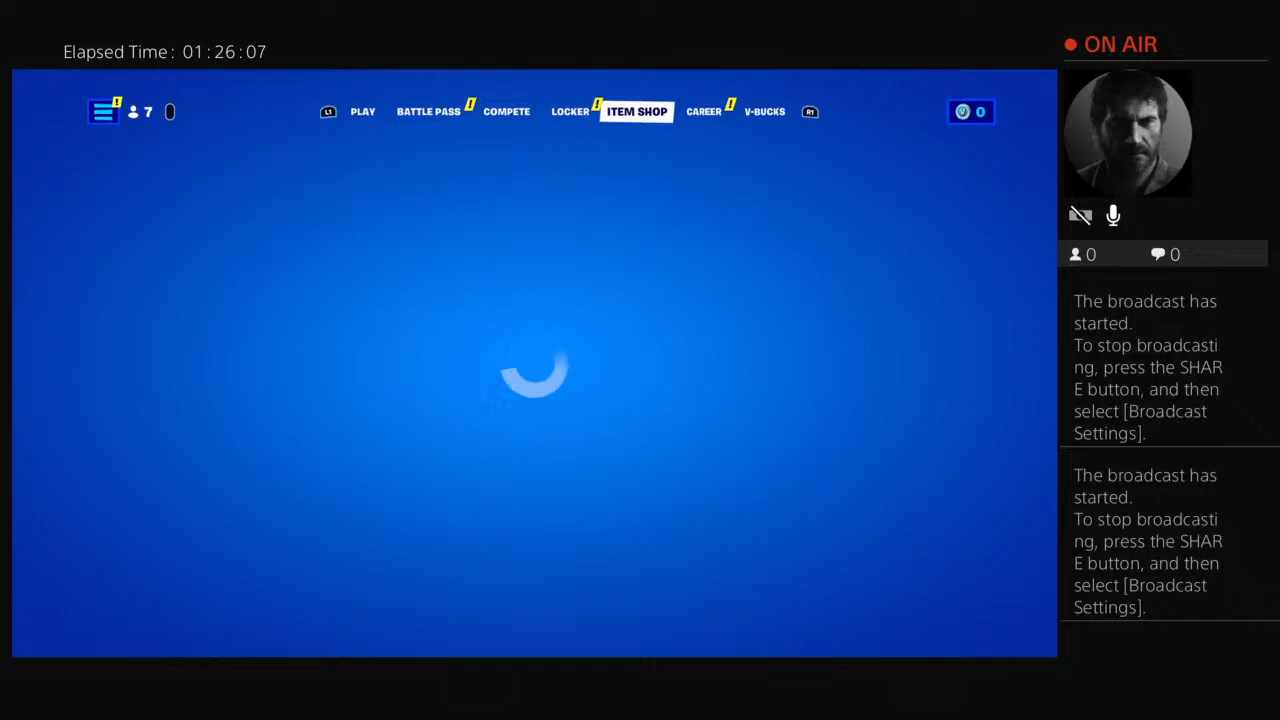 Elapsed Time: 01:26:07
ON AIR
! 7 L1 PLAY BATTLE PASS ! COMPETE LOCKER ! ITEM SHOP CAREER ! V-BUCKS R1 V 0
0 0
The broadcast has
started.
To stop broadcasti
ng, press the SHAR
E button, and then
select [Broadcast
Settings].
The broadcast has
started.
To stop broadcasti
ng, press the SHAR
E button, and then
select [Broadcast
Settings].